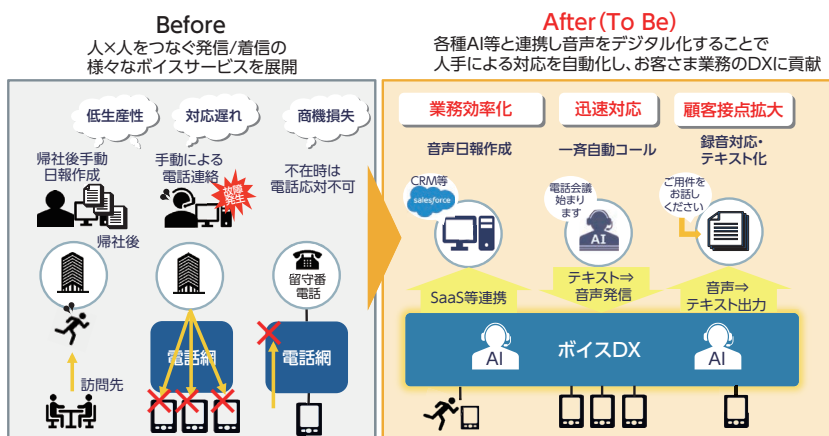 Before
人×人をつなぐ発信/着信の
様々なボイスサービスを展開
低生産性
対応遅れ
商機損失
帰社後手動
日報作成
手動による
電話連絡
故障
発生
不在時は
電話応対不可
帰社後
留守番
電話
電話網
電話網
訪問先
After(To Be)
各種AI等と連携し音声をデジタル化することで
人手による対応を自動化し、お客さま業務のDXに貢献
業務効率化
迅速対応
顧客接点拡大
音声日報作成
一斉自動コール
録音対応・
テキスト化
CRM等
salesforce
電話会議
始まり
ます
AI
ご用件を
お話し
ください
SaaS等連携
テキスト⇒
音声発信
音声⇒
テキスト出力
AI
ボイスDX
AI